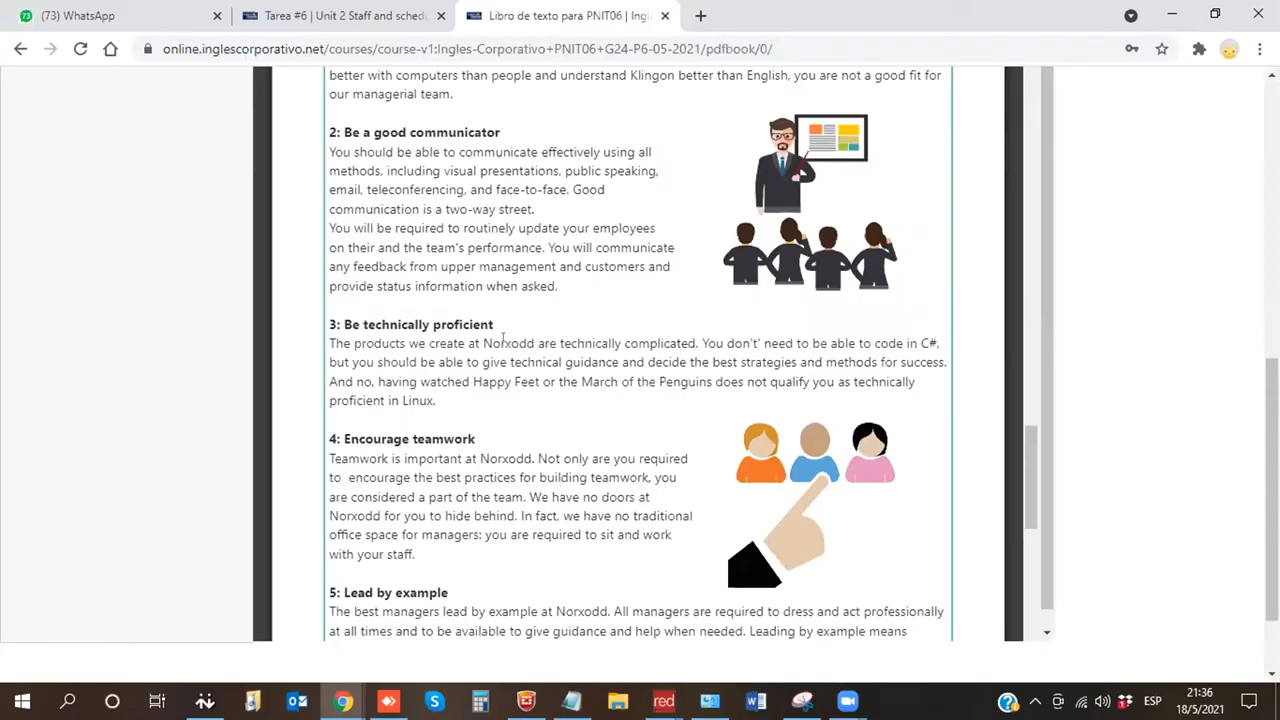 (73) WhatsApp
Tarea #6 | Unit 2 Staff and schedu
Libro de texto para PNIT06 | Ingl
online.inglescorporativo.net/courses/course-v1:Ingles-Corporativo+PNIT06+G24-P6-05-2021/pdfbook/0/
better with computers than people and understand Klingon better than English, you are not a good fit for
our managerial team.
2: Be a good communicator
You should be able to communicate effectively using all
methods, including visual presentations, public speaking,
email, teleconferencing, and face-to-face. Good
communication is a two-way street.
You will be required to routinely update your employees
on their and the team's performance. You will communicate
any feedback from upper management and customers and
provide status information when asked.
3: Be technically proficient
The products we create at Norxodd are technically complicated. You don't' need to be able to code in C#,
but you should be able to give technical guidance and decide the best strategies and methods for success.
And no, having watched Happy Feet or the March of the Penguins does not qualify you as technically
proficient in Linux.
4: Encourage teamwork
Teamwork is important at Norxodd. Not only are you required
to encourage the best practices for building teamwork, you
are considered a part of the team. We have no doors at
Norxodd for you to hide behind. In fact, we have no traditional
office space for managers: you are required to sit and work
with your staff.
5: Lead by example
The best managers lead by example at Norxodd. All managers are required to dress and act professionally
at all times and to be available to give guidance and help when needed. Leading by example means
red
ESP
21:36
18/5/2021